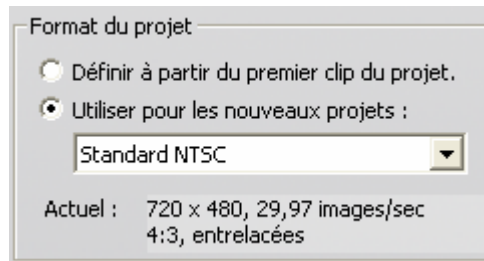 Format du projet
Définir à partir du premier clip du projet.
Utiliser pour les nouveaux projets :
Standard NTSC
Actuel : 720 x 480, 29,97 images/sec
4:3, entrelacées